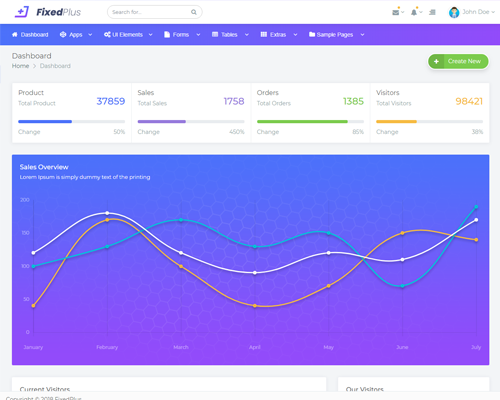 FixedPlus
Search for...
John Doe
Dashboard Apps UI Elements Forms Tables Extras Sample Pages
Dashboard
Home > Dashboard
Create New
Product
Total Product 37859
Change 50%
Sales
Total Sales 1758
Change 450%
Orders
Total Orders 1385
Change 85%
Visitors
Total Visitors 98421
Change 38%
Sales Overview
Lorem Ipsum is simply dummy text of the printing
200
150
100
50
0
January February March April May June July
Current Visitors
Our Visitors
Copyright © 2018 FixedPlus